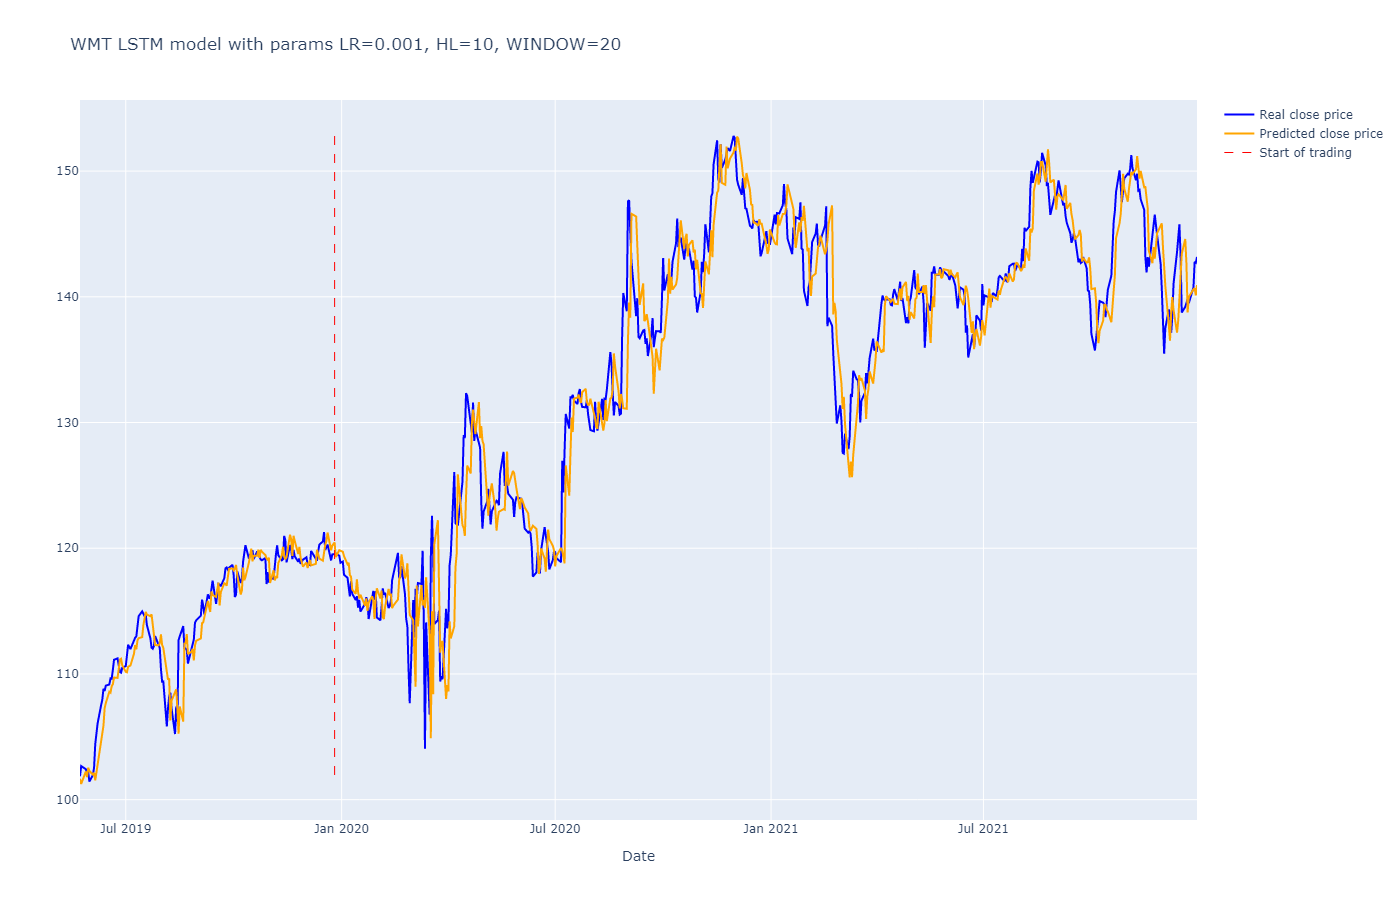 WMT LSTM model with params LR=0.001, HL=10, WINDOW=20
Real close price
Predicted close price
Start of trading
150
140
130
120
110
100
Jul 2019
Jan 2020
Jul 2020
Jan 2021
Jul 2021
Date